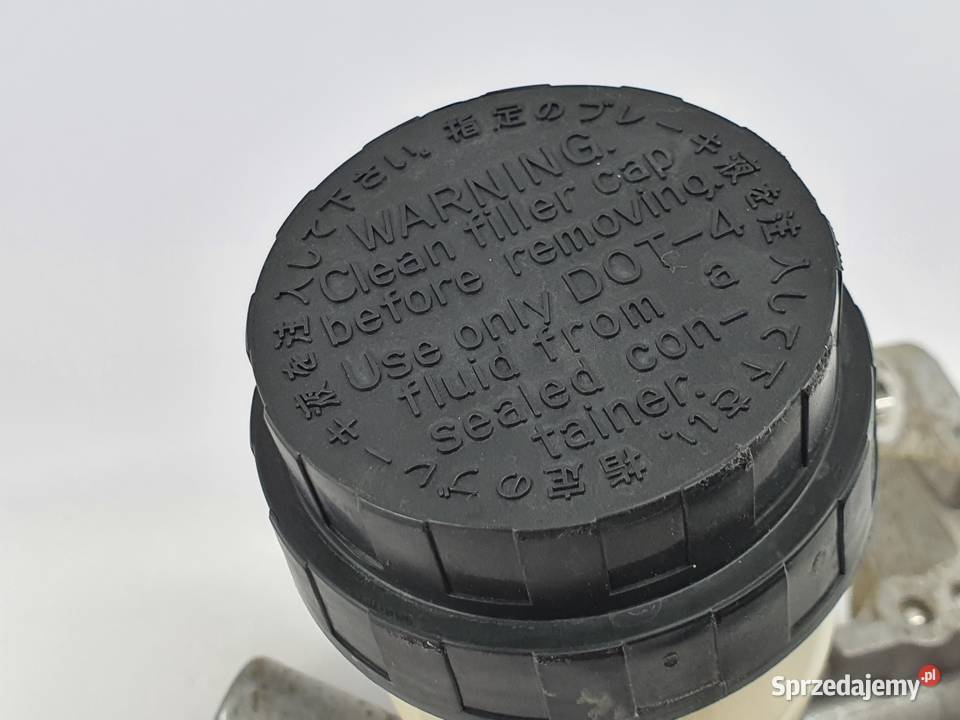 WARNING.
Clean filler cap
before removing.
Use only DOT-4
fluid from a
sealed con-
tainer.
指定のブレーキ液を注入して下さい。
指定のブレーキ液を注入して下さい。
Sprzedajemy.pl